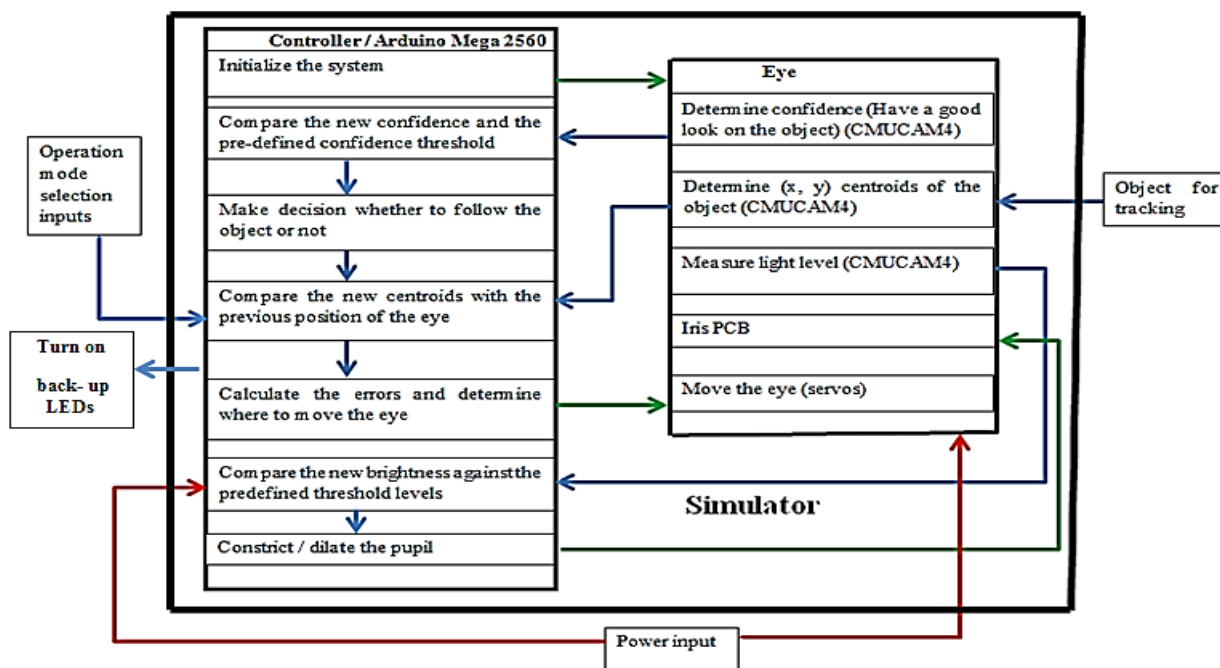 Controller / Arduino Mega 2560
Initialize the system
Compare the new confidence and the
pre-defined confidence threshold
Make decision whether to follow the
object or not
Compare the new centroids with the
previous position of the eye
Calculate the errors and determine
where to move the eye
Compare the new brightness against the
predefined threshold levels
Constrict / dilate the pupil
Operation
mode
selection
inputs
Turn on
back- up
LEDs
Eye
Determine confidence (Have a good
look on the object) (CMUCAM4)
Determine (x, y) centroids of the
object (CMUCAM4)
Measure light level (CMUCAM4)
Iris PCB
Move the eye (servos)
Object for
tracking
Simulator
Power input